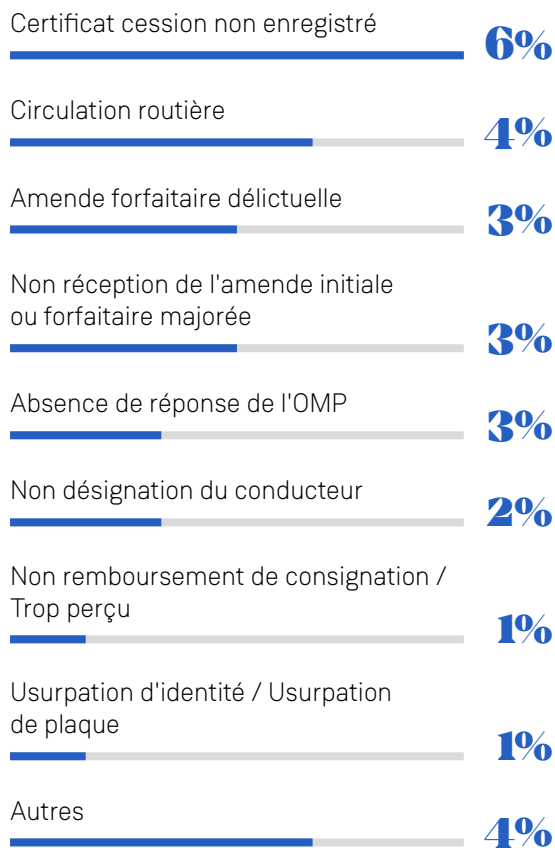 Certificat cession non enregistré
6%
Circulation routière
4%
Amende forfaitaire délictuelle
3%
Non réception de l'amende initiale
ou forfaitaire majorée
3%
Absence de réponse de l'OMP
3%
Non désignation du conducteur
2%
Non remboursement de consignation /
Trop perçu
1%
Usurpation d'identité / Usurpation
de plaque
1%
Autres
4%